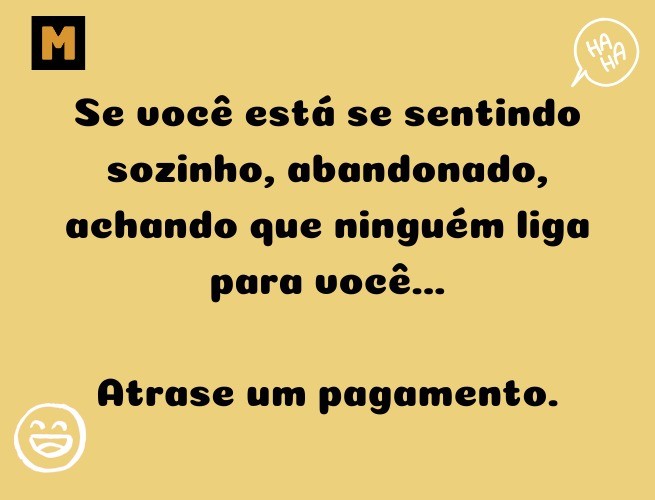 M
HA
HA
Se você está se sentindo
sozinho, abandonado,
achando que ninguém liga
para você...
Atrase um pagamento.